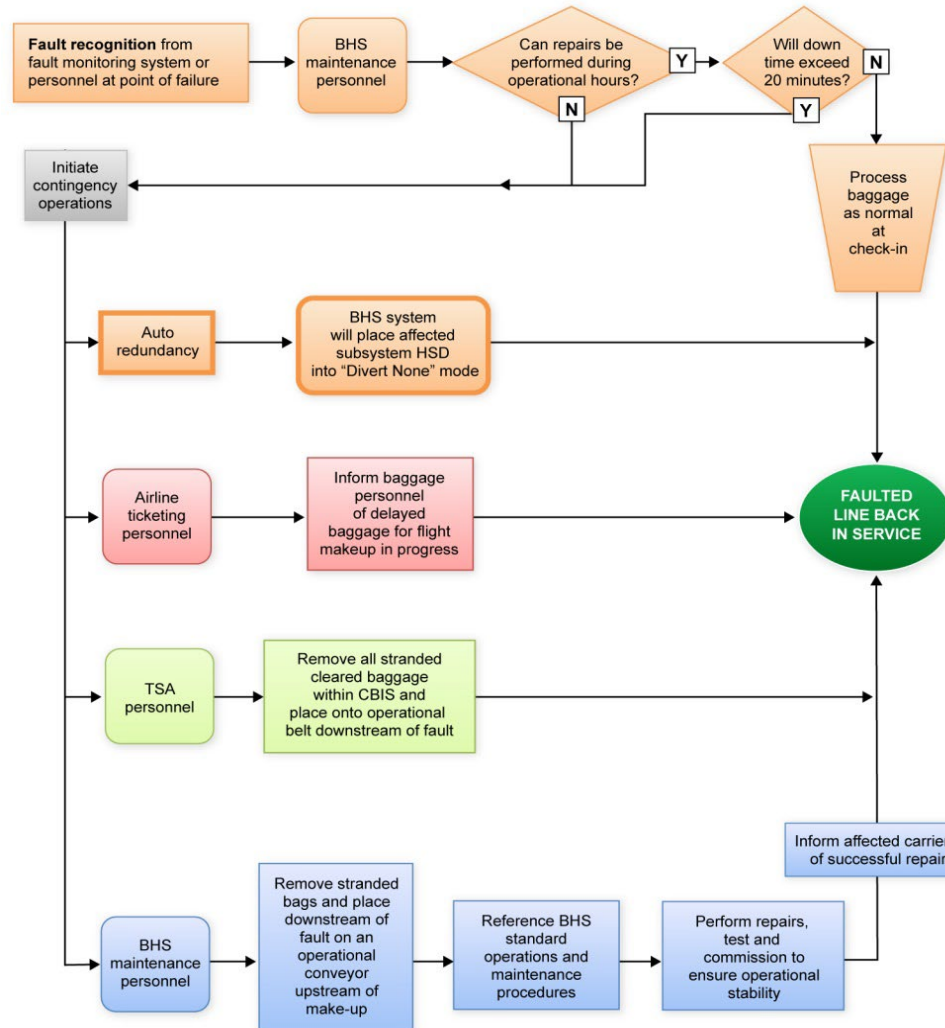 Fault recognition from
fault monitoring system or
personnel at point of failure
BHS
maintenance
personnel
Can repairs be
performed during
operational hours?
Y
N
Will down
time exceed
20 minutes?
N
Y
Initiate
contingency
operations
Process
baggage
as normal
at
check-in
Auto
redundancy
BHS system
will place affected
subsystem HSD
into “Divert None” mode
Airline
ticketing
personnel
Inform baggage
personnel
of delayed
baggage for flight
makeup in progress
FAULTED
LINE BACK
IN SERVICE
TSA
personnel
Remove all stranded
cleared baggage
within CBIS and
place onto operational
belt downstream of fault
Inform affected carrier
of successful repair
BHS
maintenance
personnel
Remove stranded
bags and place
downstream of
fault on an
operational
conveyor
upstream of
make-up
Reference BHS
standard
operations and
maintenance
procedures
Perform repairs,
test and
commission to
ensure operational
stability